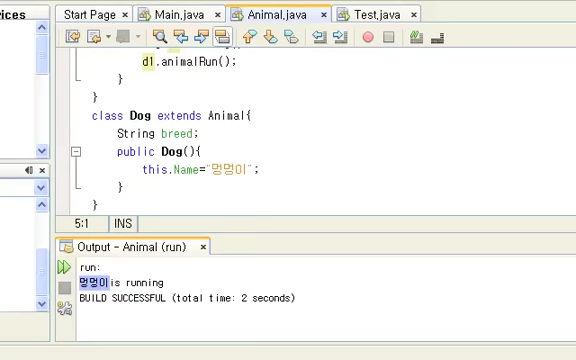 rvices
Start Page
Main.java
Animal.java
Test.java
d1.animalRun();
}
}
class Dog extends Animal{
String breed;
public Dog(){
this.Name="멍멍이";
}
}
5:1
INS
Output - Animal (run)
run:
멍멍이is running
BUILD SUCCESSFUL (total time: 2 seconds)